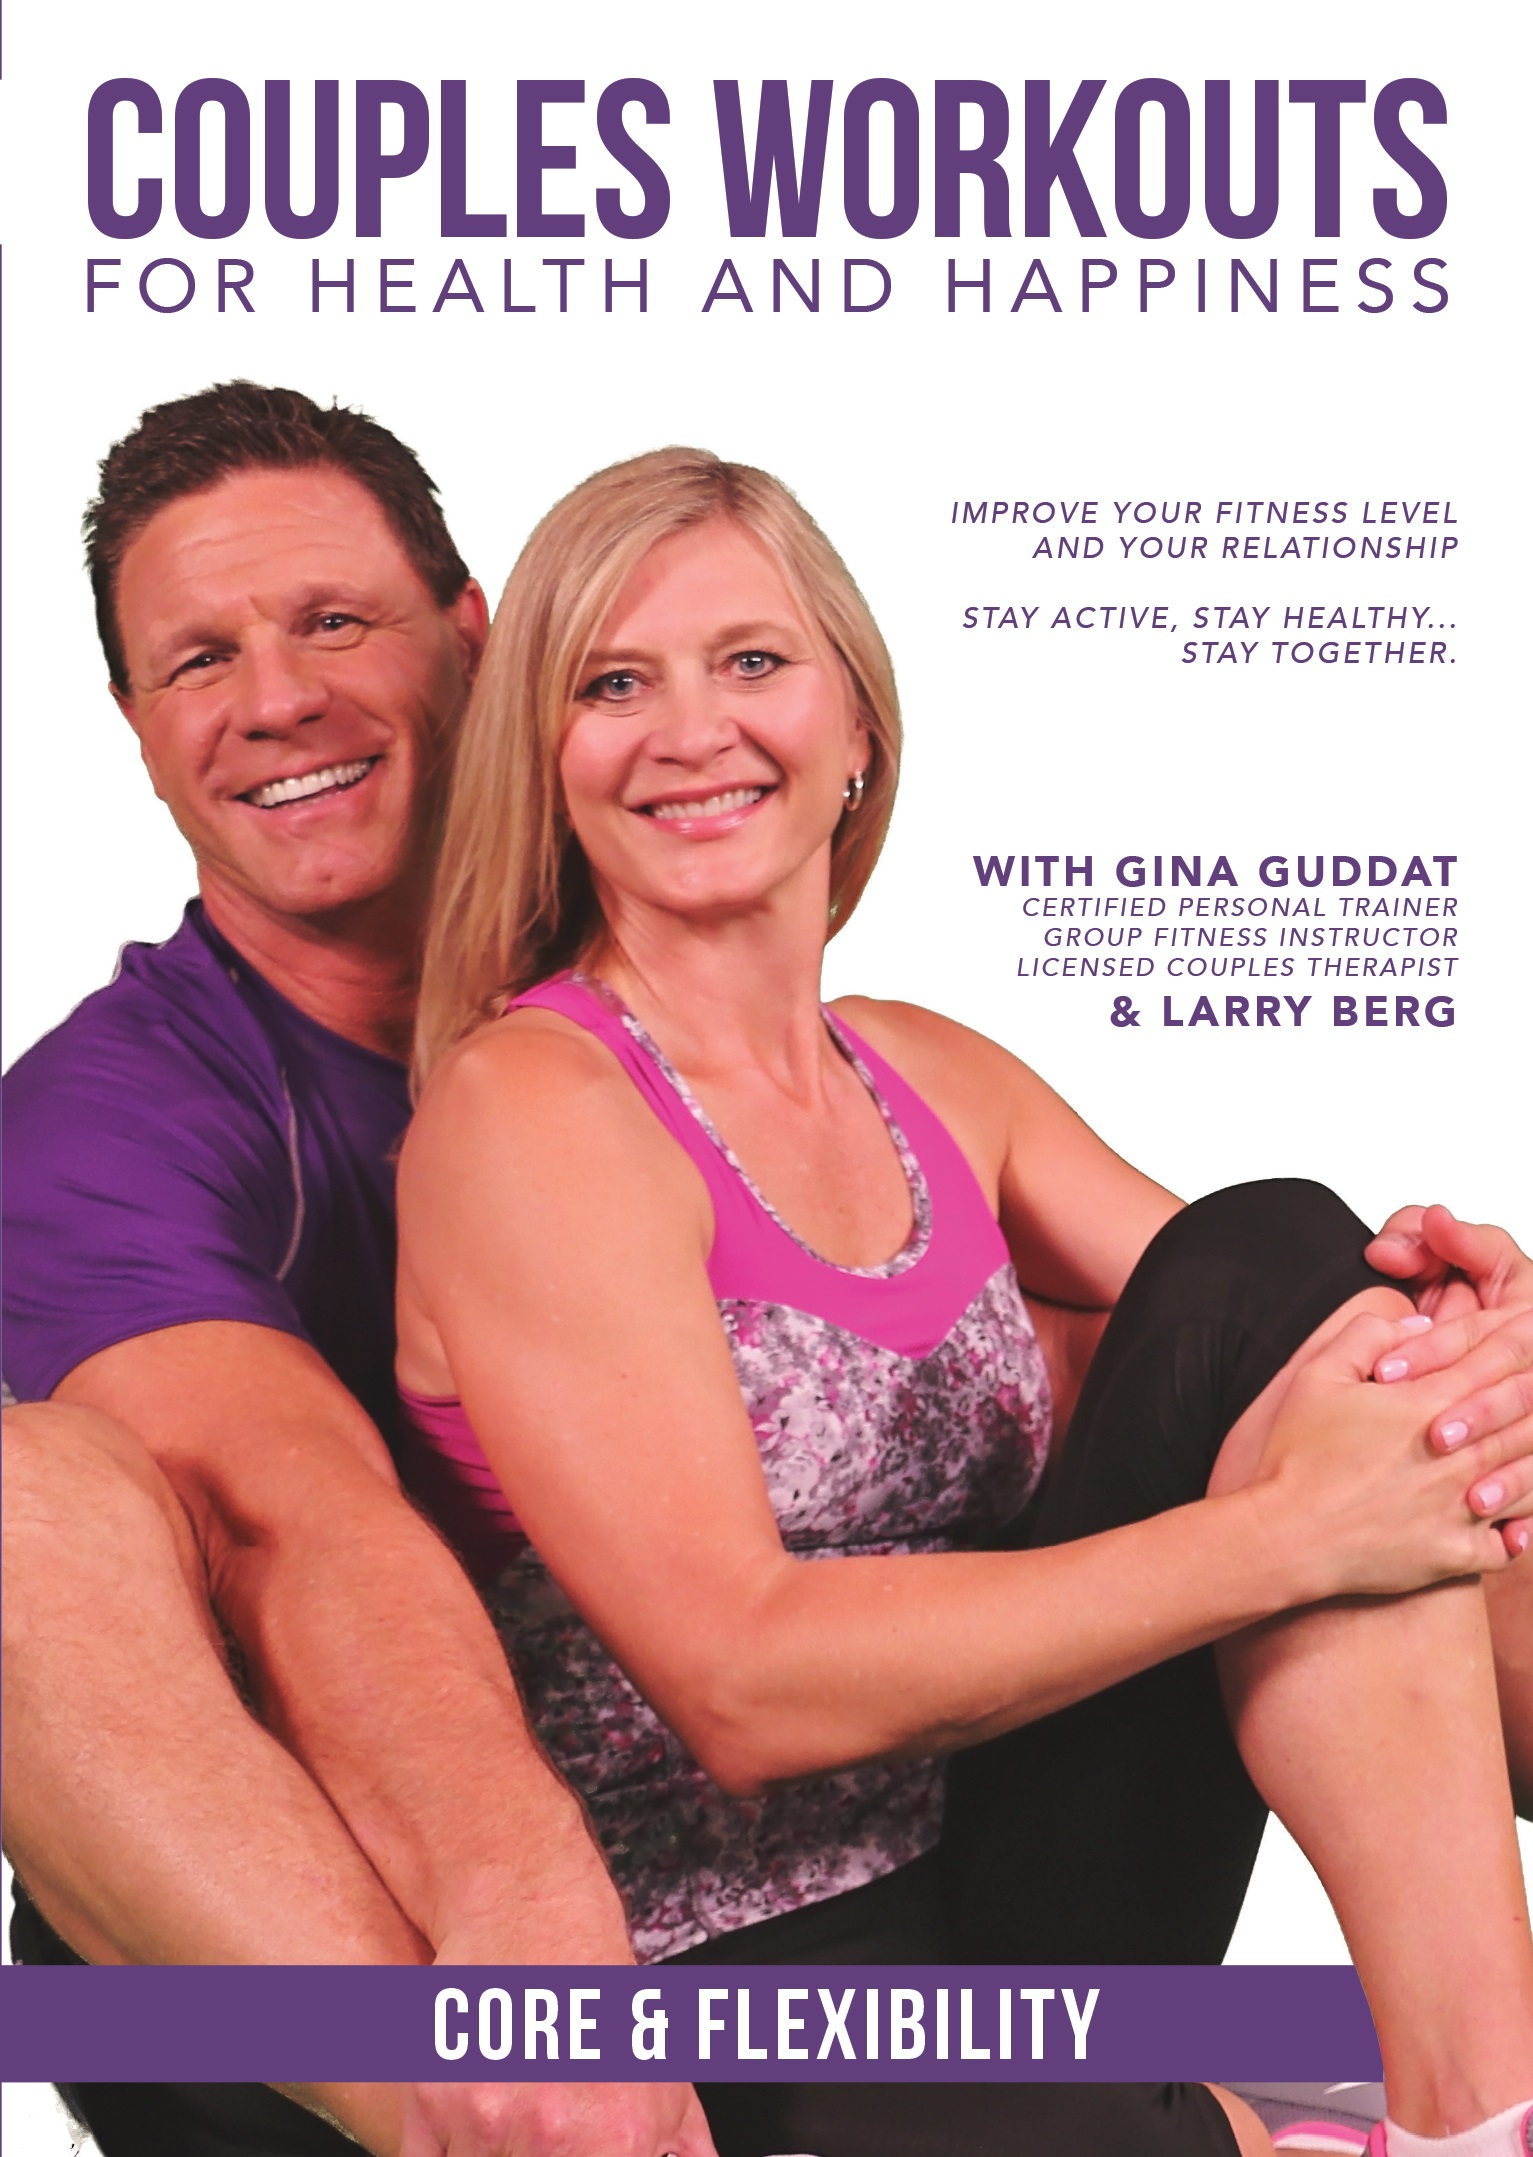 COUPLES WORKOUTS
FOR HEALTH AND HAPPINESS
IMPROVE YOUR FITNESS LEVEL
AND YOUR RELATIONSHIP
STAY ACTIVE, STAY HEALTHY...
STAY TOGETHER.
WITH GINA GUDDAT
CERTIFIED PERSONAL TRAINER
GROUP FITNESS INSTRUCTOR
LICENSED COUPLES THERAPIST
& LARRY BERG
CORE & FLEXIBILITY